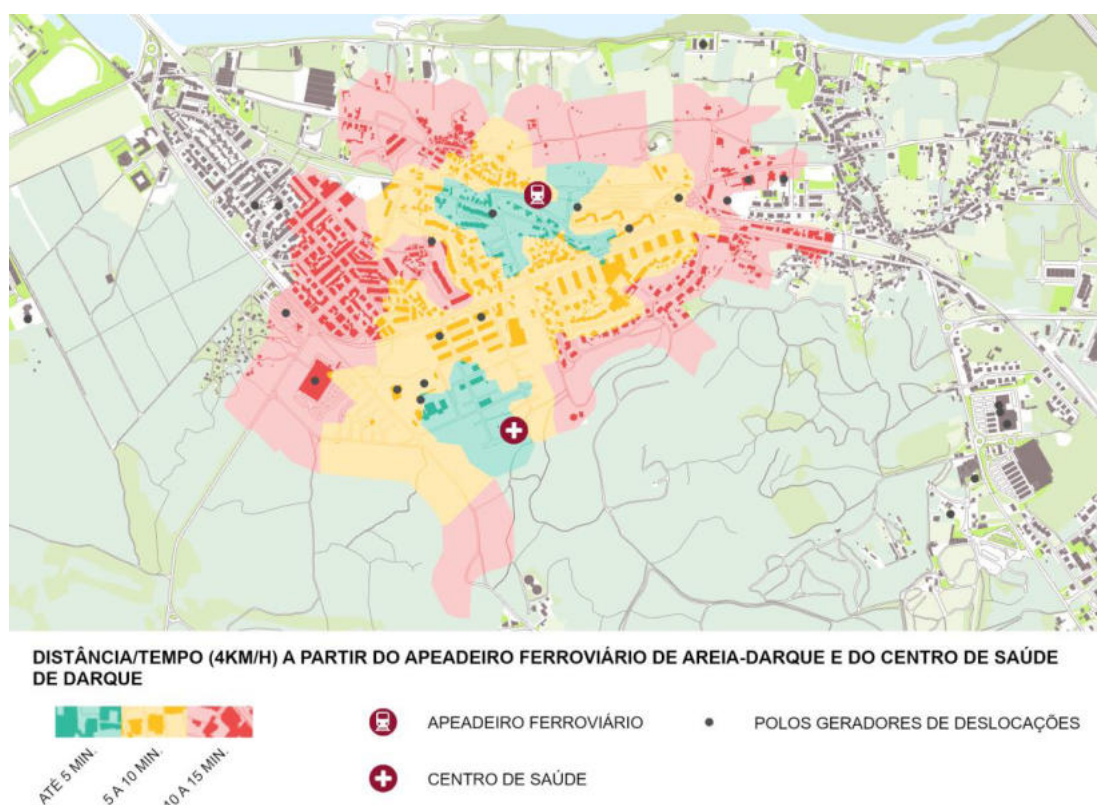 DISTÂNCIA/TEMPO (4KM/H) A PARTIR DO APEADEIRO FERROVIÁRIO DE AREIA-DARQUE E DO CENTRO DE SAÚDE
DE DARQUE
ATÉ 5 MIN.
5 A 10 MIN.
10 A 15 MIN.
APEADEIRO FERROVIÁRIO
POLOS GERADORES DE DESLOCAÇÕES
CENTRO DE SAÚDE